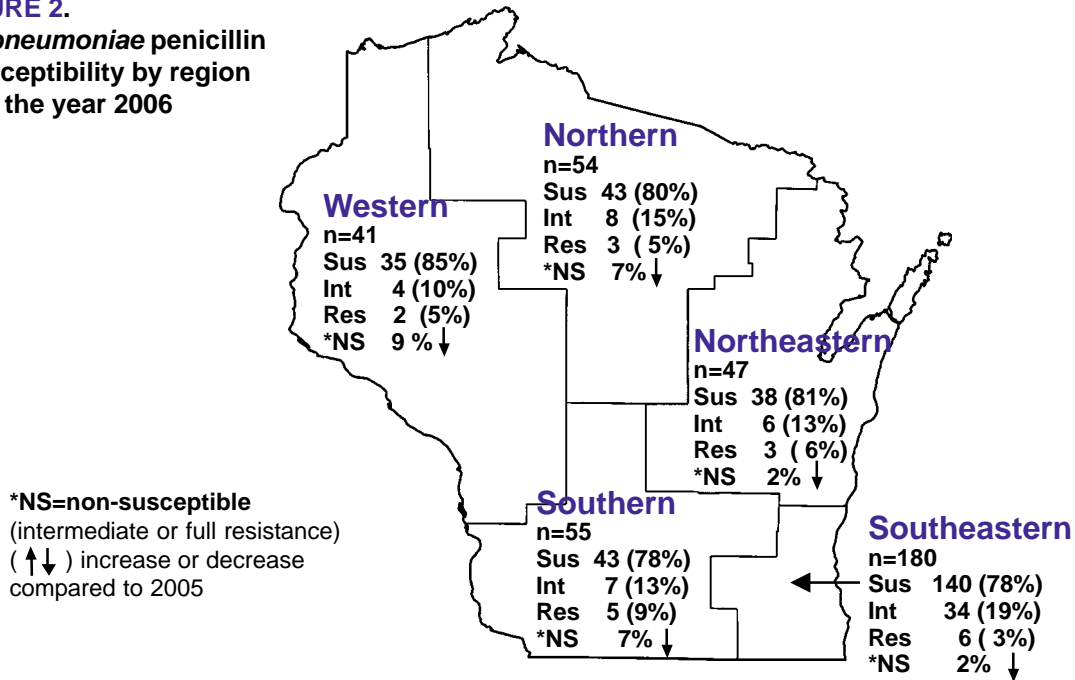 URE 2.
pneumoniae penicillin
ceptibility by region
the year 2006
Northern
n=54
Sus 43 (80%)
Int 8 (15%)
Res 3 ( 5%)
*NS 7% ↓
Western
n=41
Sus 35 (85%)
Int 4 (10%)
Res 2 (5%)
*NS 9 % ↓
Northeastern
n=47
Sus 38 (81%)
Int 6 (13%)
Res 3 ( 6%)
*NS 2% ↓
*NS=non-susceptible
(intermediate or full resistance)
( ↑↓ ) increase or decrease
compared to 2005
Southern
n=55
Sus 43 (78%)
Int 7 (13%)
Res 5 (9%)
*NS 7% ↓
Southeastern
n=180
Sus 140 (78%)
Int 34 (19%)
Res 6 ( 3%)
*NS 2% ↓